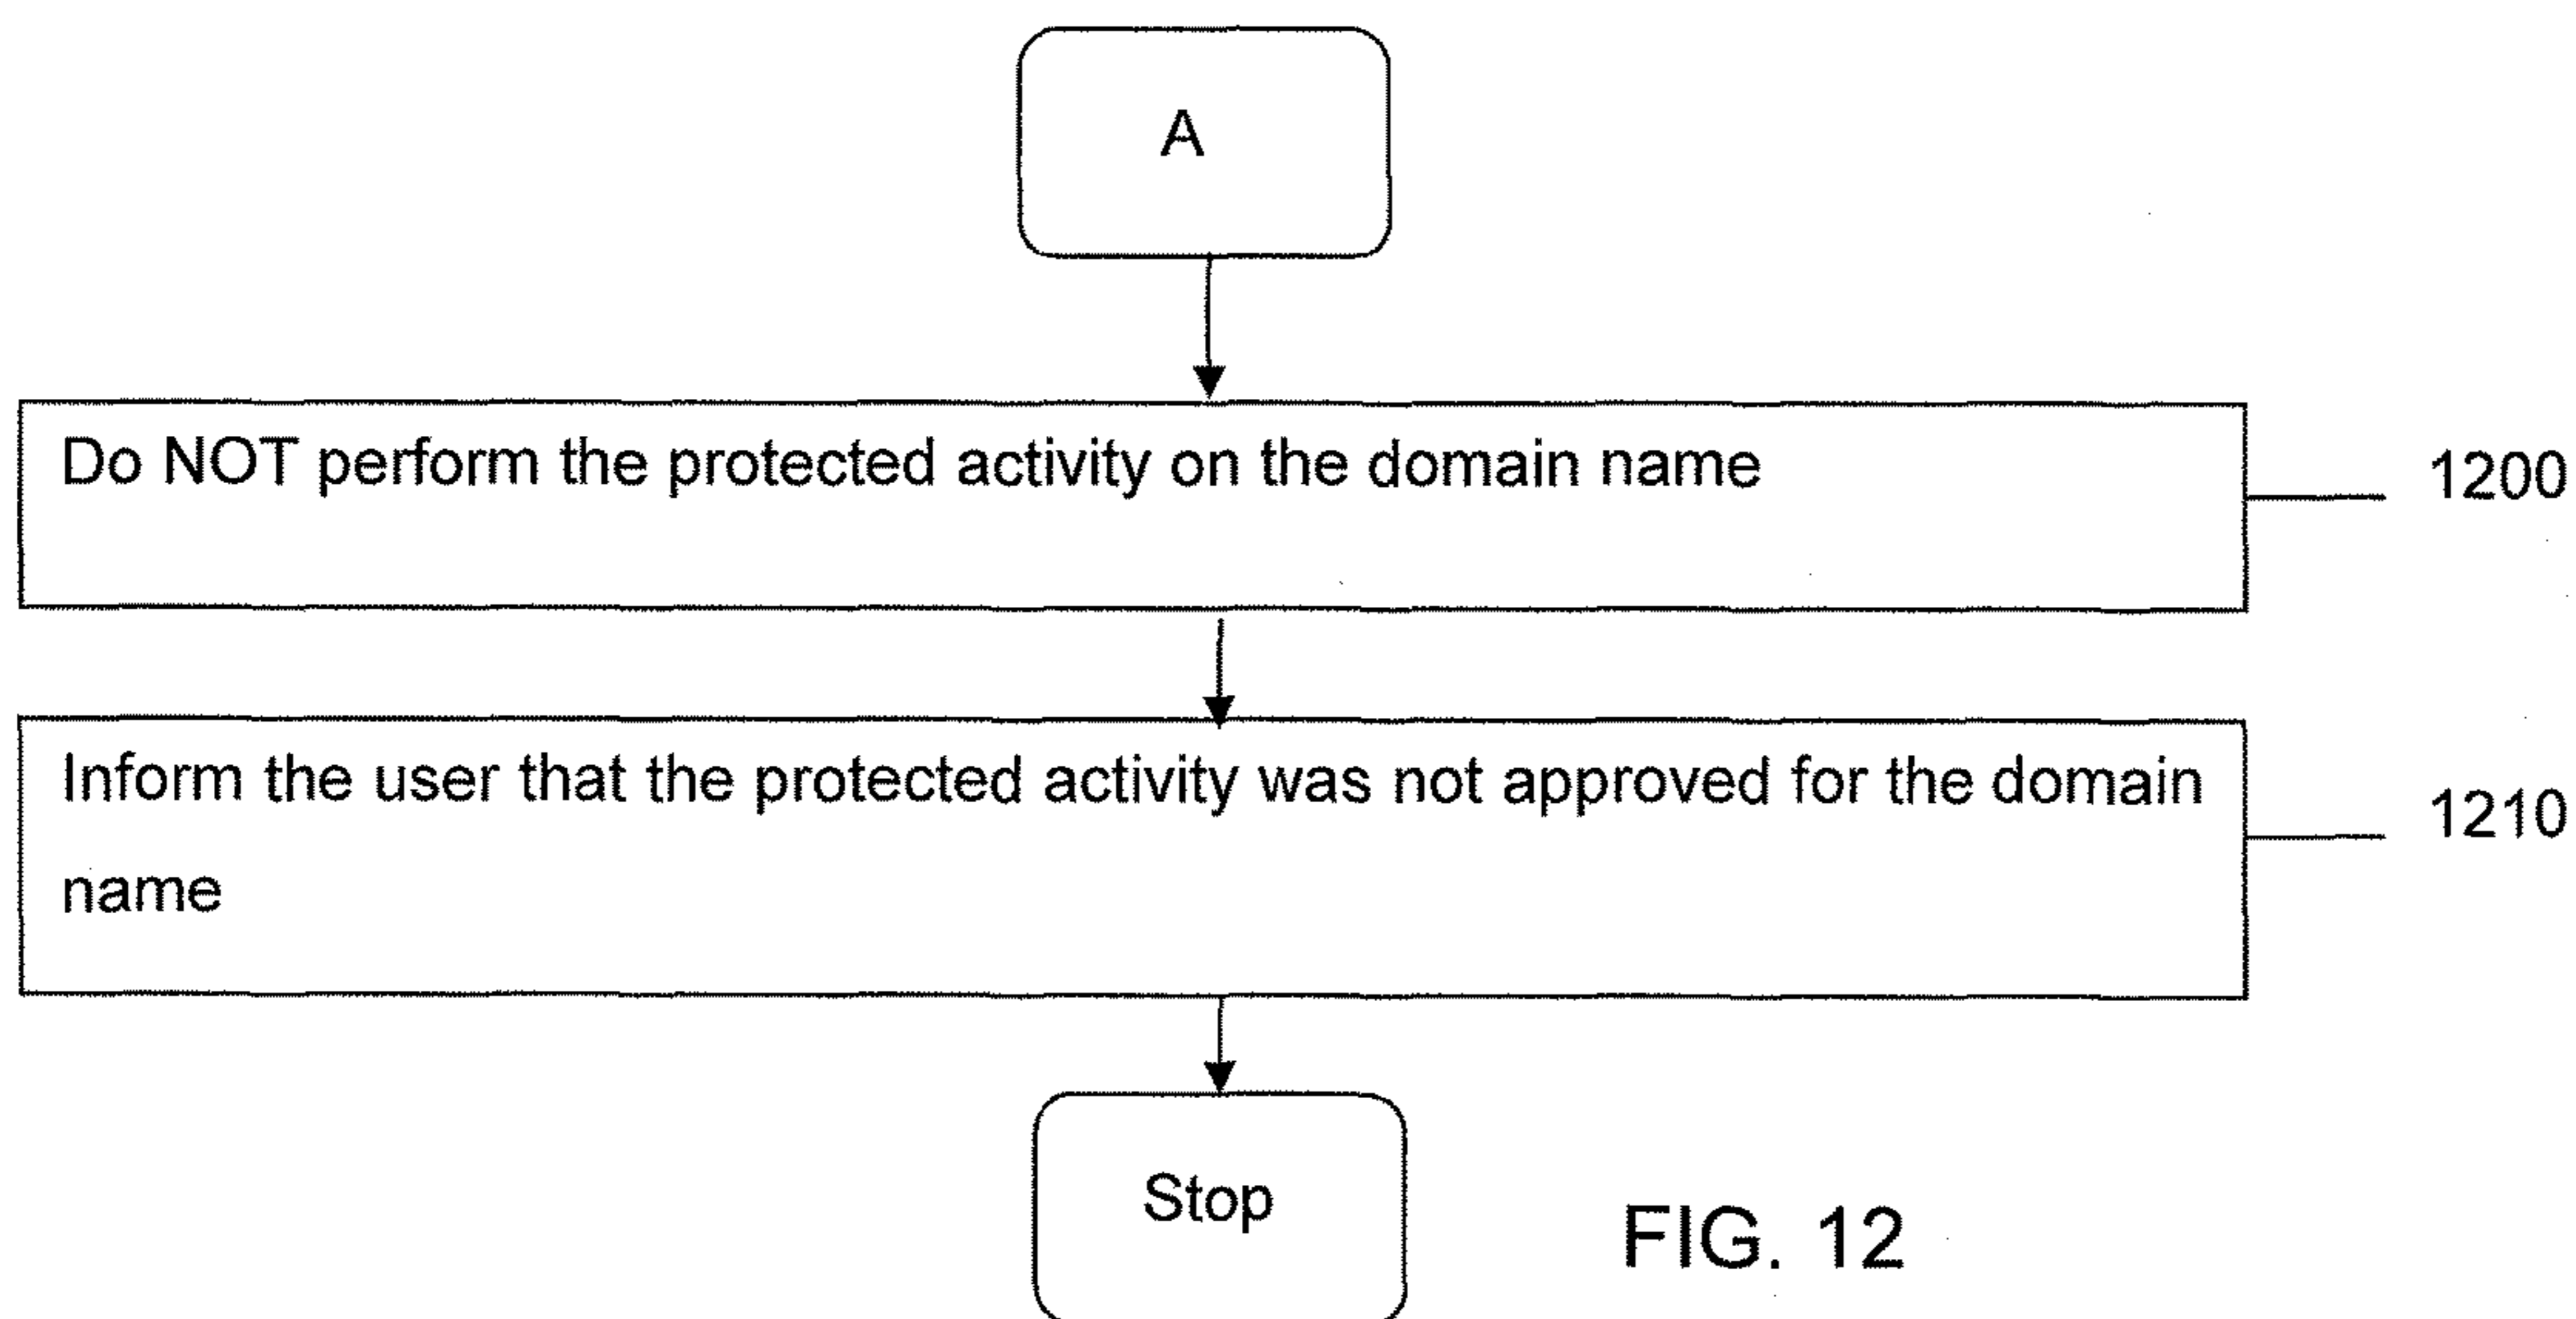 A
Do NOT perform the protected activity on the domain name
1200
Inform the user that the protected activity was not approved for the domain
name
1210
Stop
FIG. 12